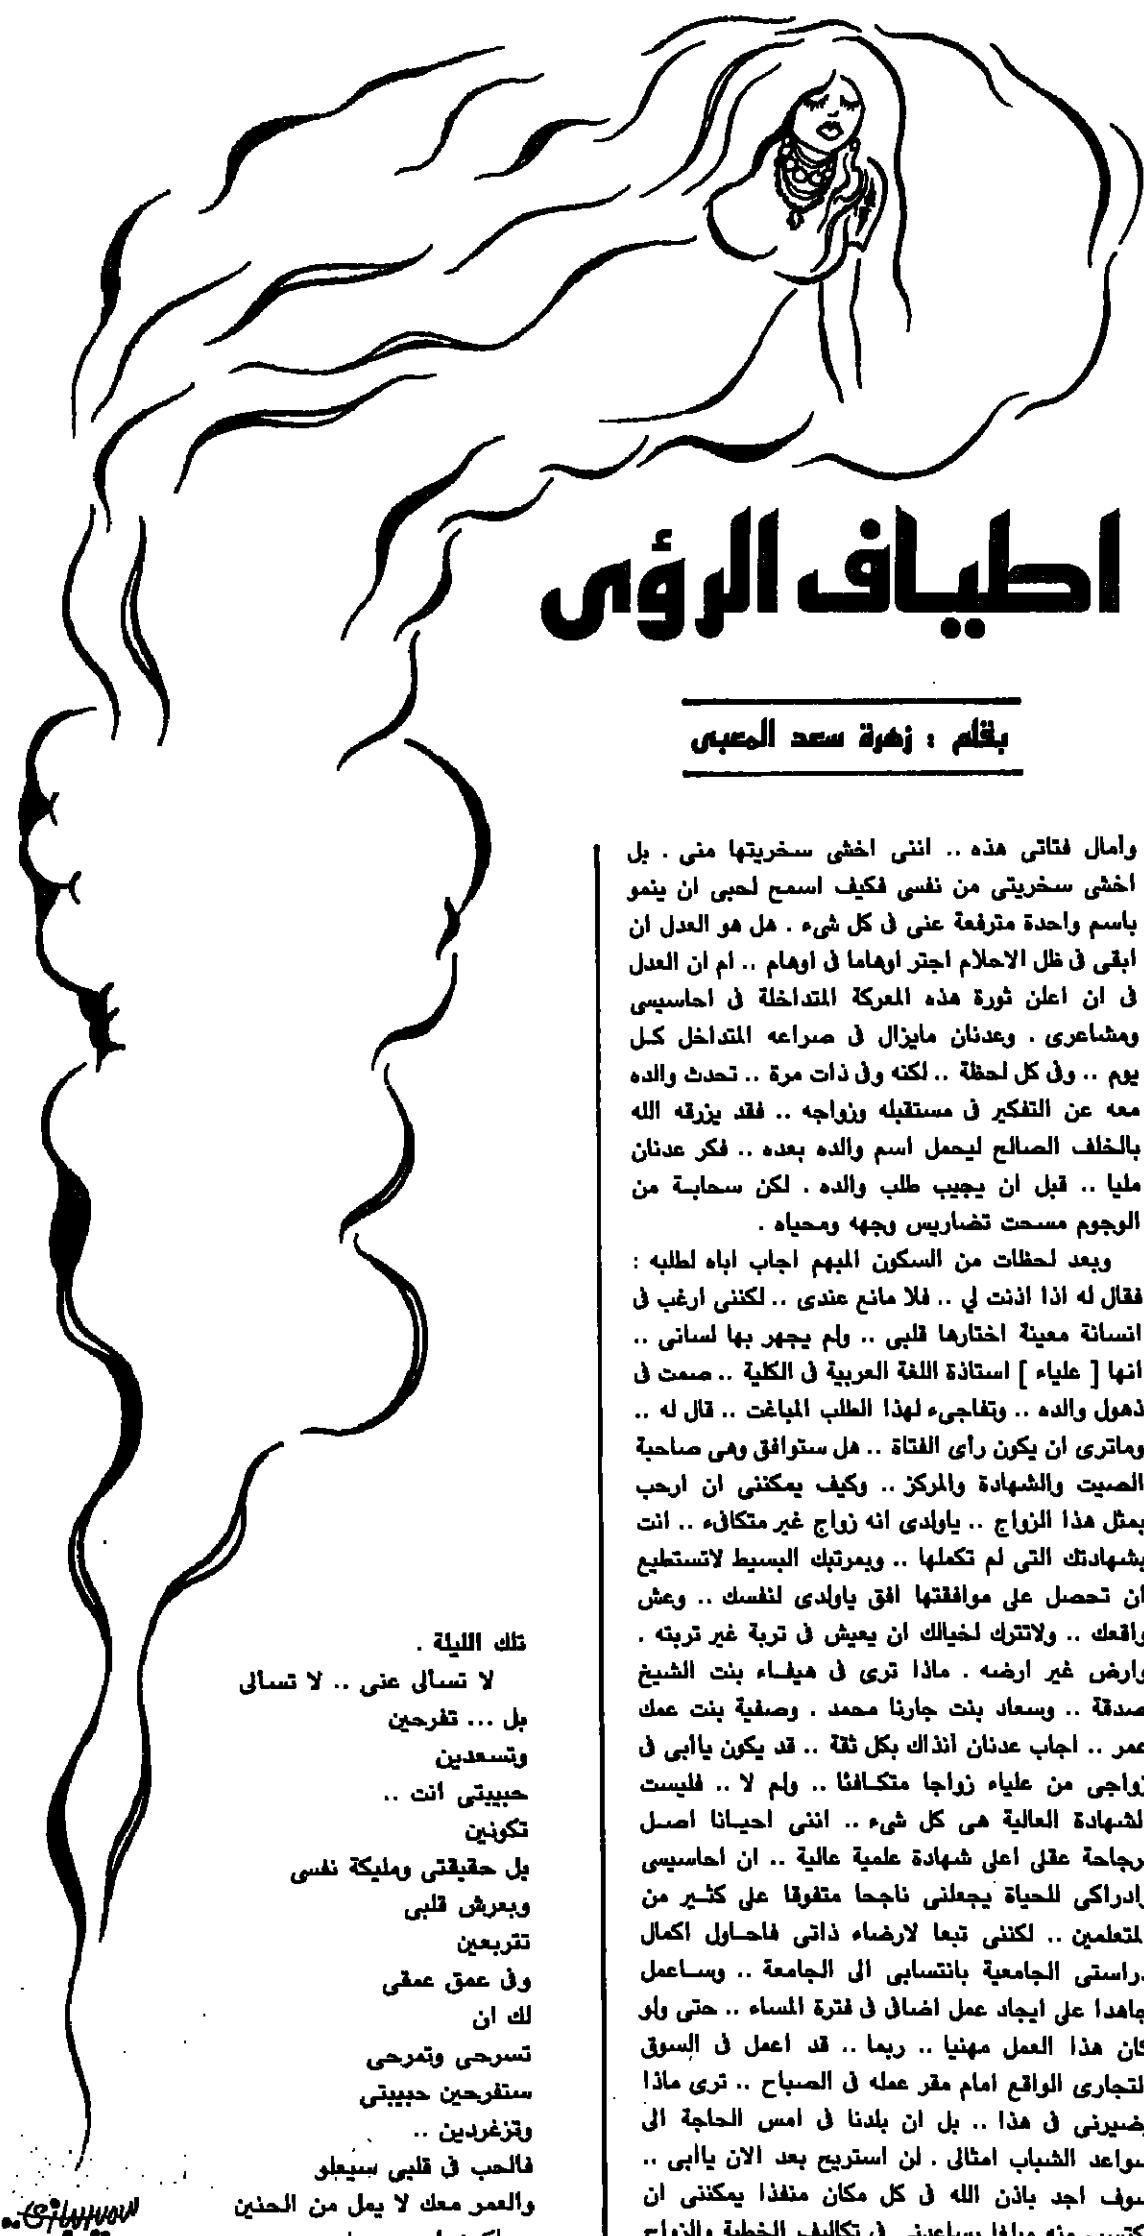 اطياف الرؤى
بقلم : زهرة سعد المعبى
وآمال فتاتى هذه .. اننى اخشى سخريتها منى . بل
اخشى سخريتى من نفسى فكيف اسمح لحبى ان ينمو
باسم واحدة مترفعة عنى فى كل شىء . هل هو العدل ان
ابقى فى ظل الاحلام اجتر اوهاما فى اوهام .. ام ان العدل
فى ان اعلن ثورة هذه المعركة المتداخلة فى احاسيسى
ومشاعرى . وعدنان مايزال فى صراعه المتداخل كل
يوم .. وفى كل لحظة .. لكنه وفى ذات مرة .. تحدث والده
معه عن التفكير فى مستقبله وزواجه .. فقد يزرقه الله
بالخلف الصالح ليحمل اسم والده بعده .. فكر عدنان
مليا .. قبل ان يجيب طلب والده . لكن سحابة من
الوجوم مسحت تضاريس وجهه ومحياه .
وبعد لحظات من السكون المبهم اجاب اباه لطلبه :
فقال له اذا اذنت لي .. فلا مانع عندى .. لكننى ارغب فى
انسانة معينة اختارها قلبى .. ولم يجهر بها لسانى ..
انها [ علياء ] استاذة اللغة العربية فى الكلية .. صمت فى
ذهول والده .. وتفاجىء لهذا الطلب المباغت .. قال له ..
وماترى ان يكون رأى الفتاة .. هل ستوافق وهى صاحبة
الصيت والشهادة والمركز .. وكيف يمكننى ان ارحب
بمثل هذا الزواج .. ياولدى انه زواج غير متكافىء .. انت
بشهادتك التى لم تكملها .. وبمرتبك البسيط لاتستطيع
ان تحصل على موافقتها افق ياولدى لنفسك .. وعش
واقعك .. ولاتترك لخيالك ان يعيش فى تربة غير تربته .
وارض غير ارضه . ماذا ترى فى هيفاء بنت الشيخ
صدقة .. وسعاد بنت جارنا محمد . وصفية بنت عمك
عمر .. اجاب عدنان آنذاك بكل ثقة .. قد يكون ياأبى فى
زواجى من علياء زواجا متكافئا .. ولم لا .. فليست
الشهادة العالية هى كل شىء .. اننى احيانا اصل
برجاحة عقلى اعلى شهادة علمية عالية .. ان احاسيسى
وادراكى للحياة يجعلنى ناجحا متفوقا على كثير من
المتعلمين .. لكننى تبعا لارضاء ذاتى فاحاول اكمال
دراستى الجامعية بانتسابى الى الجامعة .. وساعمل
جاهدا على ايجاد عمل اضافى فى فترة المساء .. حتى ولو
كان هذا العمل مهنيا .. ربما .. قد اعمل فى السوق
التجارى الواقع امام مقر عمله فى الصباح .. ترى ماذا
يضيرنى فى هذا .. بل ان بلدنا فى امس الحاجة الى
سواعد الشباب امثالى . لن استريح بعد الان ياأبى ..
سوف اجد باذن الله فى كل مكان منفذا يمكننى ان
منه مبلغا يساعدنى فى تكاليف الخطبة والزواج
تلك الليلة .
لا تسألى عنى .. لا تسألى
بل ... تفرحين
وتسعدين
حبيبتى أنت ..
تكونين
بل حقيقتى ومليكة نفسى
وبعرش قلبى
تتربعين
وفى عمق عمقى
لك ان
تسرحى وتمرحى
ستفرحين حبيبتى
وتزغردين ..
فالحب فى قلبى سيعلو
والعمر معك لا يمل من الحنين